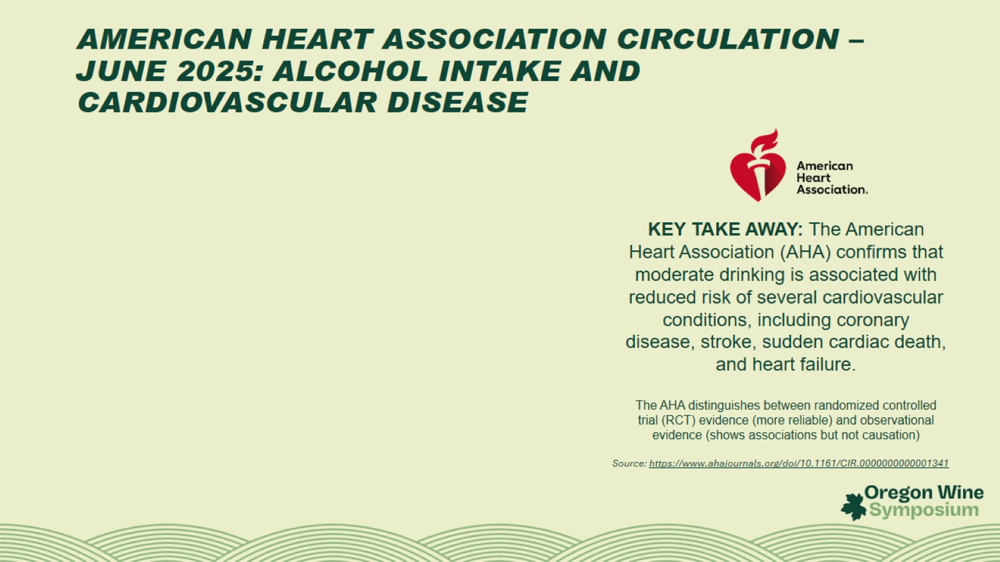 AMERICAN HEART ASSOCIATION CIRCULATION –
JUNE 2025: ALCOHOL INTAKE AND
CARDIOVASCULAR DISEASE
American
Heart
Association.
KEY TAKE AWAY: The American
Heart Association (AHA) confirms that
moderate drinking is associated with
reduced risk of several cardiovascular
conditions, including coronary
disease, stroke, sudden cardiac death,
and heart failure.
The AHA distinguishes between randomized controlled
trial (RCT) evidence (more reliable) and observational
evidence (shows associations but not causation)
Source: https://www.ahajournals.org/doi/10.1161/CIR.0000000000001341
Oregon Wine
Symposium